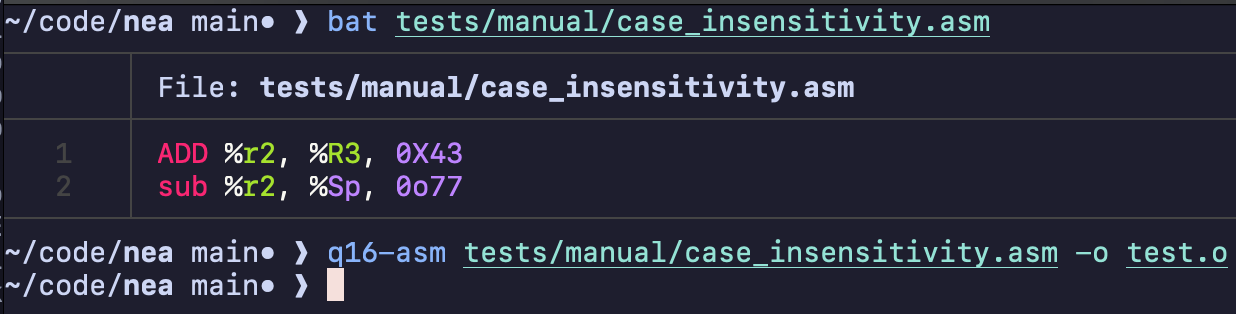 ~/code/nea main● ❯ bat tests/manual/case_insensitivity.asm
File: tests/manual/case_insensitivity.asm
1 ADD %r2, %R3, 0X43
2 sub %r2, %Sp, 0o77
~/code/nea main● ❯ q16-asm tests/manual/case_insensitivity.asm -o test.o
~/code/nea main● ❯